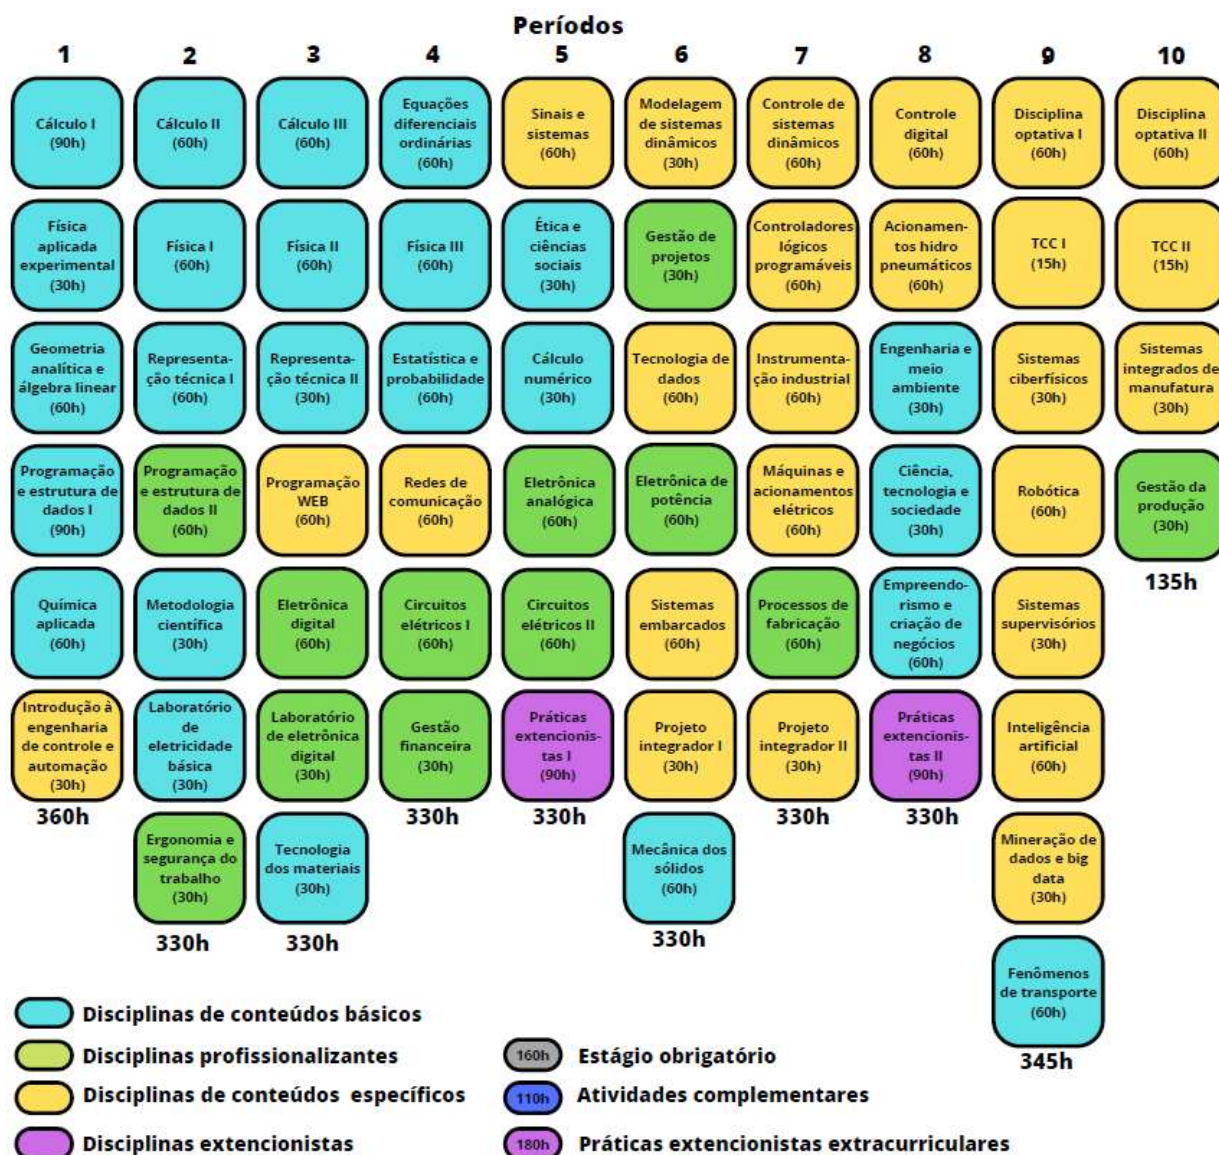 Períodos
1 2 3 4 5 6 7 8 9 10
Cálculo I
(90h)
Cálculo II
(60h)
Cálculo III
(60h)
Equações
diferenciais
ordinárias
(60h)
Sinais e
sistemas
(60h)
Modelagem
de sistemas
dinâmicos
(30h)
Controle de
sistemas
dinâmicos
(60h)
Controle
digital
(60h)
Disciplina
optativa I
(60h)
Disciplina
optativa II
(60h)
Física
aplicada
experimental
(30h)
Física I
(60h)
Física II
(60h)
Física III
(60h)
Ética e
ciências
sociais
(30h)
Gestão de
projetos
(30h)
Controladores
lógicos
programáveis
(60h)
Acionamen-
tos hidro
pneumáticos
(60h)
TCC I
(15h)
TCC II
(15h)
Geometria
analítica e
álgebra linear
(60h)
Representa-
ção técnica I
(60h)
Representa-
ção técnica II
(30h)
Estatística e
probabilidade
(60h)
Cálculo
numérico
(30h)
Tecnologia de
dados
(60h)
Instrumenta-
ção industrial
(60h)
Engenharia e
meio
ambiente
(30h)
Sistemas
ciberfísicos
(30h)
Sistemas
integrados de
manufatura
(30h)
Programação
e estrutura de
dados I
(90h)
Programação
e estrutura de
dados II
(60h)
Programação
WEB
(60h)
Redes de
comunicação
(60h)
Eletrônica
analógica
(60h)
Eletrônica de
potência
(60h)
Máquinas e
acionamentos
elétricos
(60h)
Ciência,
tecnologia e
sociedade
(30h)
Robótica
(60h)
Gestão da
produção
(30h)
135h
Química
aplicada
(60h)
Metodologia
científica
(30h)
Eletrônica
digital
(60h)
Circuitos
elétricos I
(60h)
Circuitos
elétricos II
(60h)
Sistemas
embarcados
(60h)
Processos de
fabricação
(60h)
Empreendo-
rismo e
criação de
negócios
(60h)
Sistemas
supervisórios
(30h)
Introdução à
engenharia
de controle e
automação
(30h)
Laboratório
de
eletricidade
básica
(30h)
Laboratório
de eletrônica
digital
(30h)
Gestão
financeira
(30h)
Práticas
extencionis-
tas I
(90h)
Projeto
integrador I
(30h)
Projeto
integrador II
(30h)
Práticas
extencionis-
tas II
(90h)
Inteligência
artificial
(60h)
360h
330h
330h
330h
330h
Ergonomia e
segurança do
trabalho
(30h)
Tecnologia
dos materiais
(30h)
Mecânica dos
sólidos
(60h)
Mineração de
dados e big
data
(30h)
330h
330h
330h
Fenômenos
de transporte
(60h)
345h
Disciplinas de conteúdos básicos
Disciplinas profissionalizantes
Disciplinas de conteúdos específicos
Disciplinas extencionistas
160h Estágio obrigatório
110h Atividades complementares
180h Práticas extencionistas extracurriculares